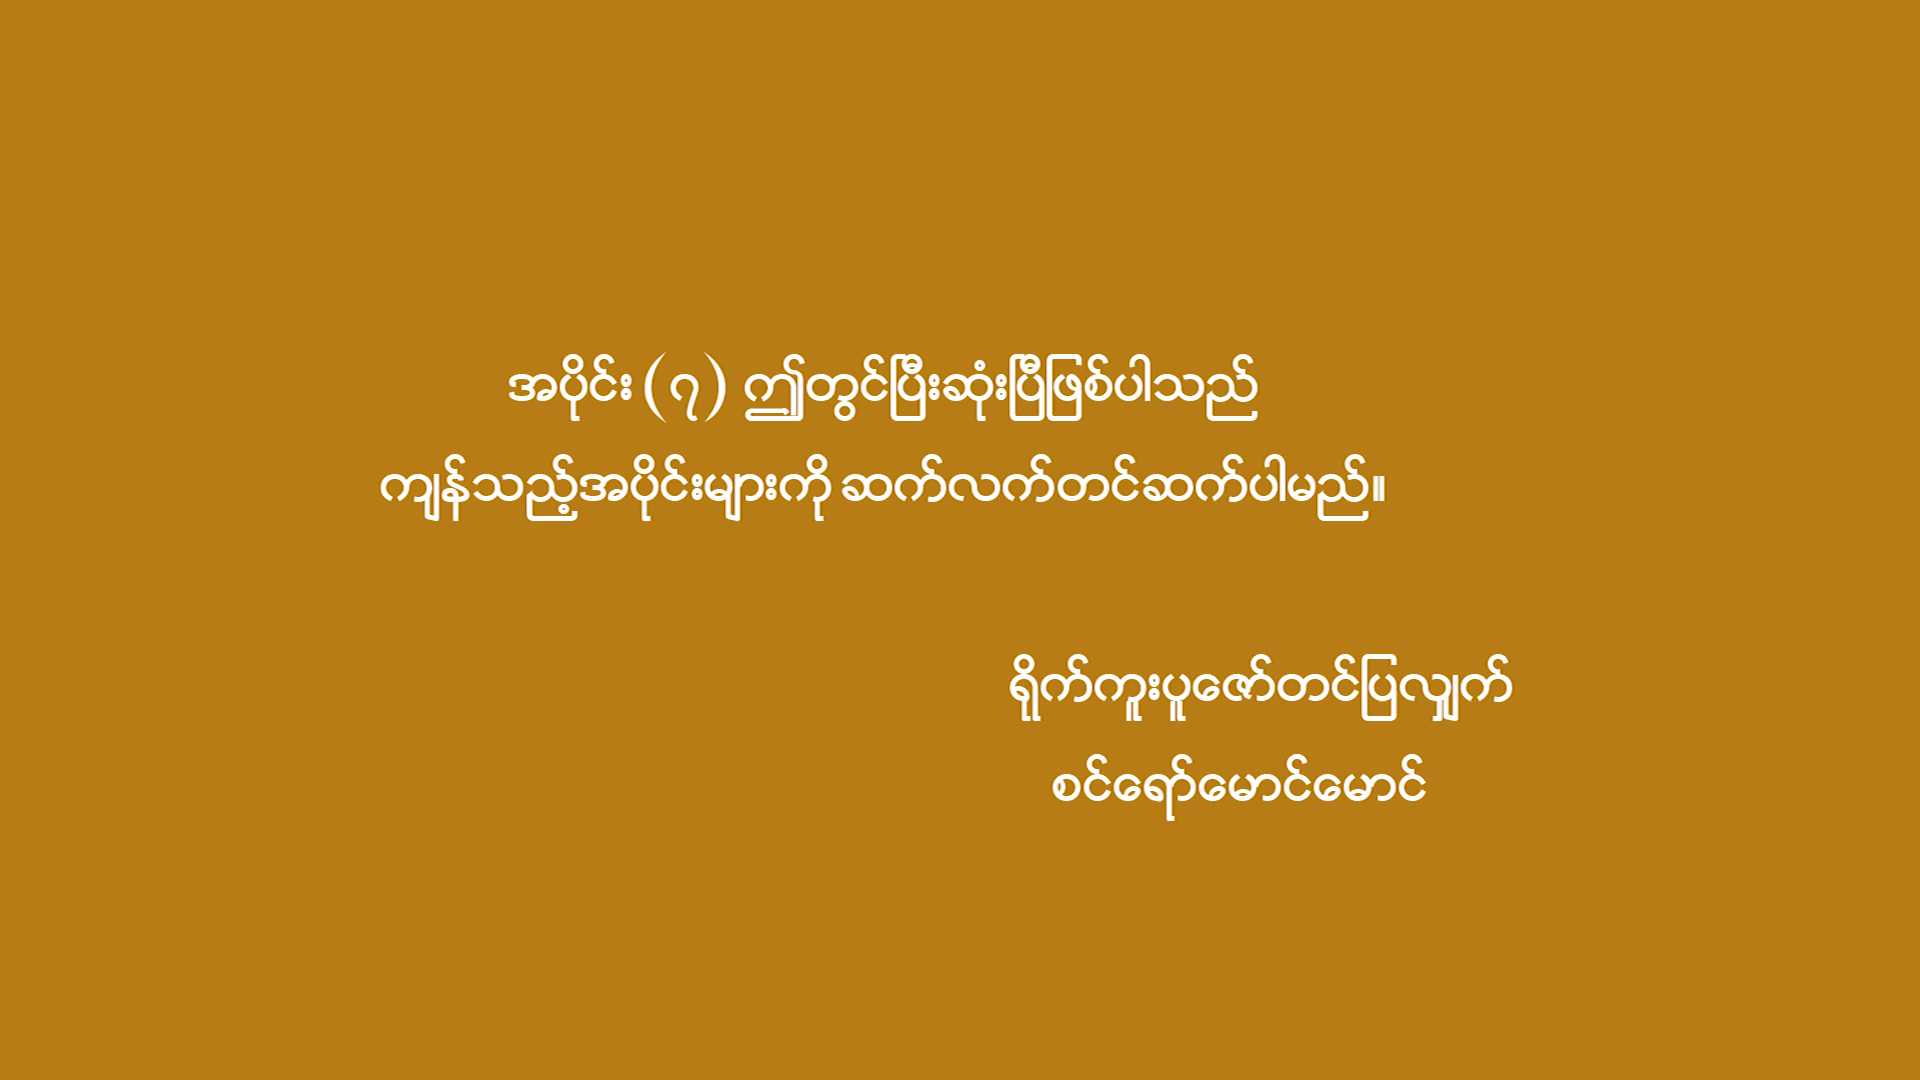 အပိုင်း (၇) ဤတွင်ပြီးဆုံးပြီဖြစ်ပါသည်
ကျန်သည့်အပိုင်းများကို ဆက်လက်တင်ဆက်ပါမည်။
ရိုက်ကူးပူဇော်တင်ပြလျှက်
စင်ရော်မောင်မောင်